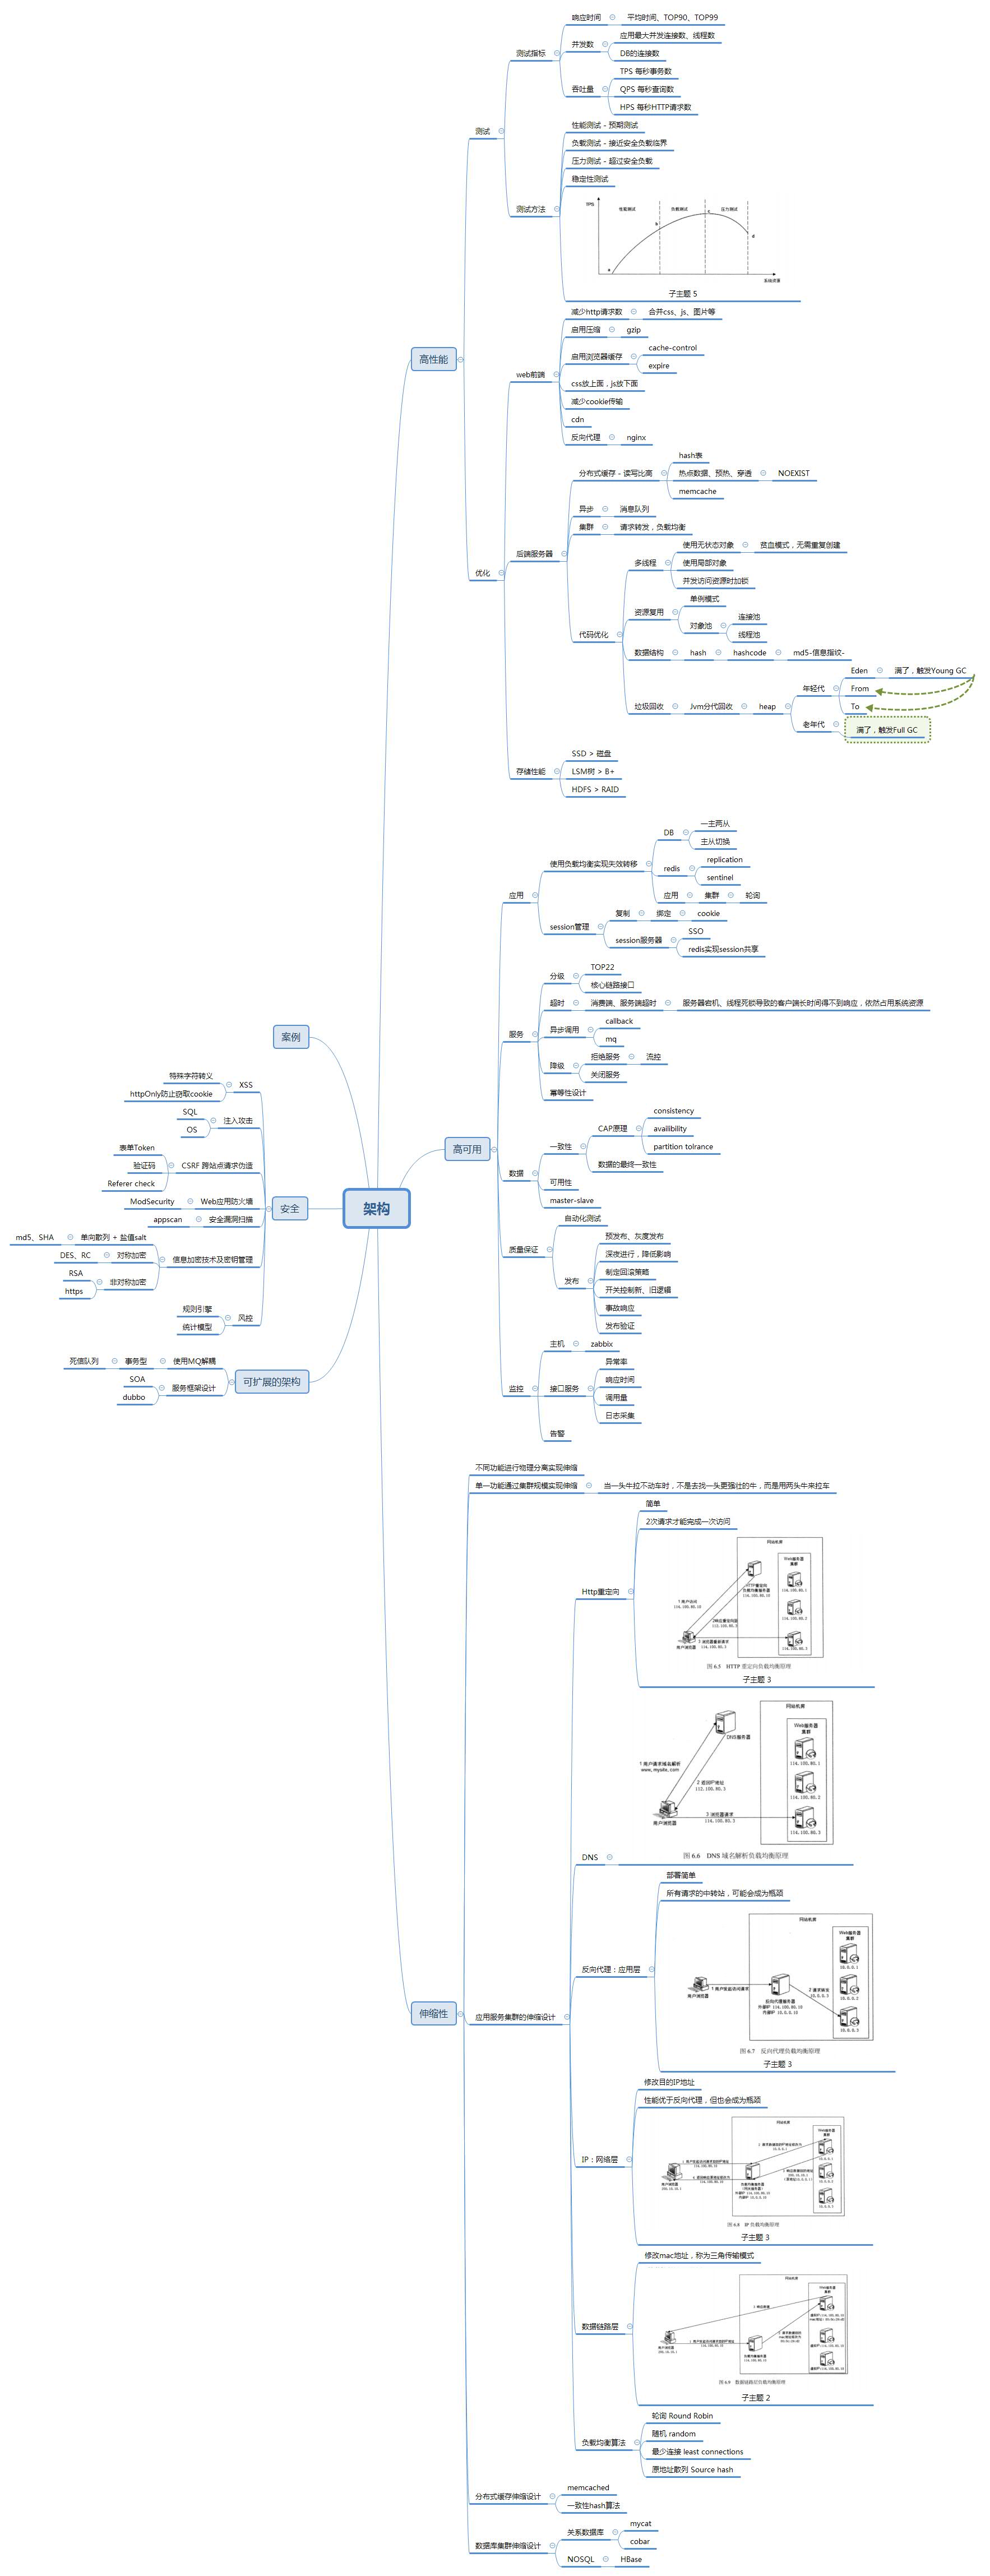 架构
高性能
测试
测试指标
响应时间
平均时间、TOP90、TOP99
并发数
应用最大并发连接数、线程数
DB的连接数
吞吐量
TPS 每秒事务数
QPS 每秒查询数
HPS 每秒HTTP请求数
测试方法
性能测试 - 预期测试
负载测试 - 接近安全负载临界
压力测试 - 超过安全负载
稳定性测试
TPS
性能测试
负载测试
压力测试
a
b
c
d
系统资源
子主题 5
优化
web前端
减少http请求数
合并css、js、图片等
启用压缩
gzip
启用浏览器缓存
cache-control
expire
css放上面，js放下面
减少cookie传输
cdn
反向代理
nginx
后端服务器
分布式缓存 - 读写比高
hash表
热点数据、预热、穿透
NOEXIST
memcache
异步
消息队列
集群
请求转发，负载均衡
代码优化
多线程
使用无状态对象
贫血模式，无需重复创建
使用局部对象
并发访问资源时加锁
资源复用
单例模式
对象池
连接池
线程池
数据结构
hash
hashcode
md5-信息指纹-
垃圾回收
Jvm分代回收
heap
年轻代
Eden
满了，触发Young GC
From
To
老年代
满了，触发Full GC
存储性能
SSD > 磁盘
LSM树 > B+
HDFS > RAID
高可用
应用
使用负载均衡实现失效转移
DB
一主两从
主从切换
redis
replication
sentinel
应用
集群
轮询
session管理
复制
绑定
cookie
session服务器
SSO
redis实现session共享
服务
分级
TOP22
核心链路接口
超时
消费端、服务端超时
服务器宕机、线程死锁导致的客户端长时间得不到响应，依然占用系统资源
异步调用
callback
mq
降级
拒绝服务
流控
关闭服务
幂等性设计
数据
一致性
CAP原理
consistency
availibility
partition tolrance
数据的最终一致性
可用性
master-slave
质量保证
自动化测试
发布
预发布、灰度发布
深夜进行，降低影响
制定回滚策略
开关控制新、旧逻辑
事故响应
发布验证
监控
主机
zabbix
接口服务
异常率
响应时间
调用量
日志采集
告警
案例
安全
XSS
特殊字符转义
httpOnly防止窃取cookie
注入攻击
SQL
OS
CSRF 跨站点请求伪造
表单Token
验证码
Referer check
Web应用防火墙
ModSecurity
安全漏洞扫描
appscan
信息加密技术及密钥管理
单向散列 + 盐值salt
md5、SHA
对称加密
DES、RC
非对称加密
RSA
https
风控
规则引擎
统计模型
可扩展的架构
使用MQ解耦
事务型
死信队列
服务框架设计
SOA
dubbo
伸缩性
不同功能进行物理分离实现伸缩
单一功能通过集群规模实现伸缩
当一头牛拉不动车时，不是去找一头更强壮的牛，而是用两头牛来拉车
应用服务集群的伸缩设计
Http重定向
简单
2次请求才能完成一次访问
网站机房
Web服务器
集群
114.100.80.1
114.100.80.2
114.100.80.3
HTTP重定向
负载均衡服务器
114.100.80.10
1 用户访问
114.100.80.10
3 浏览器重新请求
114.100.80.3
用户浏览器
图 6.5 HTTP 重定向负载均衡原理
子主题 3
DNS
网站机房
Web服务器
集群
114.100.80.1
114.100.80.2
114.100.80.3
DNS服务器
1 用户请求域名解析
www.mysite.com
2 返回IP地址
3 浏览器请求
114.100.80.3
用户浏览器
图 6.6 DNS 域名解析负载均衡原理
反向代理：应用层
部署简单
所有请求的中转站，可能会成为瓶颈
网站机房
Web服务器
集群
10.0.0.1
10.0.0.2
10.0.0.3
用户浏览器
反向代理服务器
外部IP 114.100.80.10
内部IP 10.0.0.10
图 6.7 反向代理负载均衡原理
子主题 3
IP：网络层
修改目的IP地址
性能优于反向代理，但也会成为瓶颈
网站机房
Web服务器
集群
用户浏览器
图 6.8 IP 负载均衡原理
子主题 3
数据链路层
修改mac地址，称为三角传输模式
网站机房
Web服务器
集群
用户浏览器
负载均衡服务器
图 6.9 数据链路层负载均衡原理
子主题 2
负载均衡算法
轮询 Round Robin
随机 random
最少连接 least connections
原地址散列 Source hash
分布式缓存伸缩设计
memcached
一致性hash算法
数据库集群伸缩设计
关系数据库
mycat
cobar
NOSQL
HBase